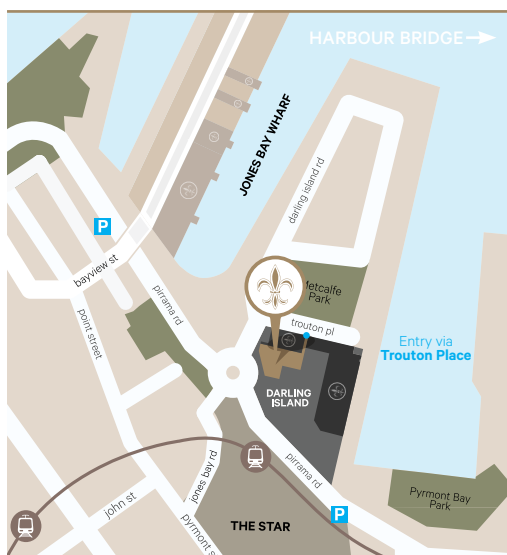 HARBOUR BRIDGE
JONES BAY WHARF
darling island rd
P
bayview st
pirrama rd
Metcalfe
Park
point street
trouton pl
Entry via
Trouton Place
DARLING
ISLAND
jones bay rd
pirrama rd
Pyrmont Bay
Park
john st
P
THE STAR
pyrmont s